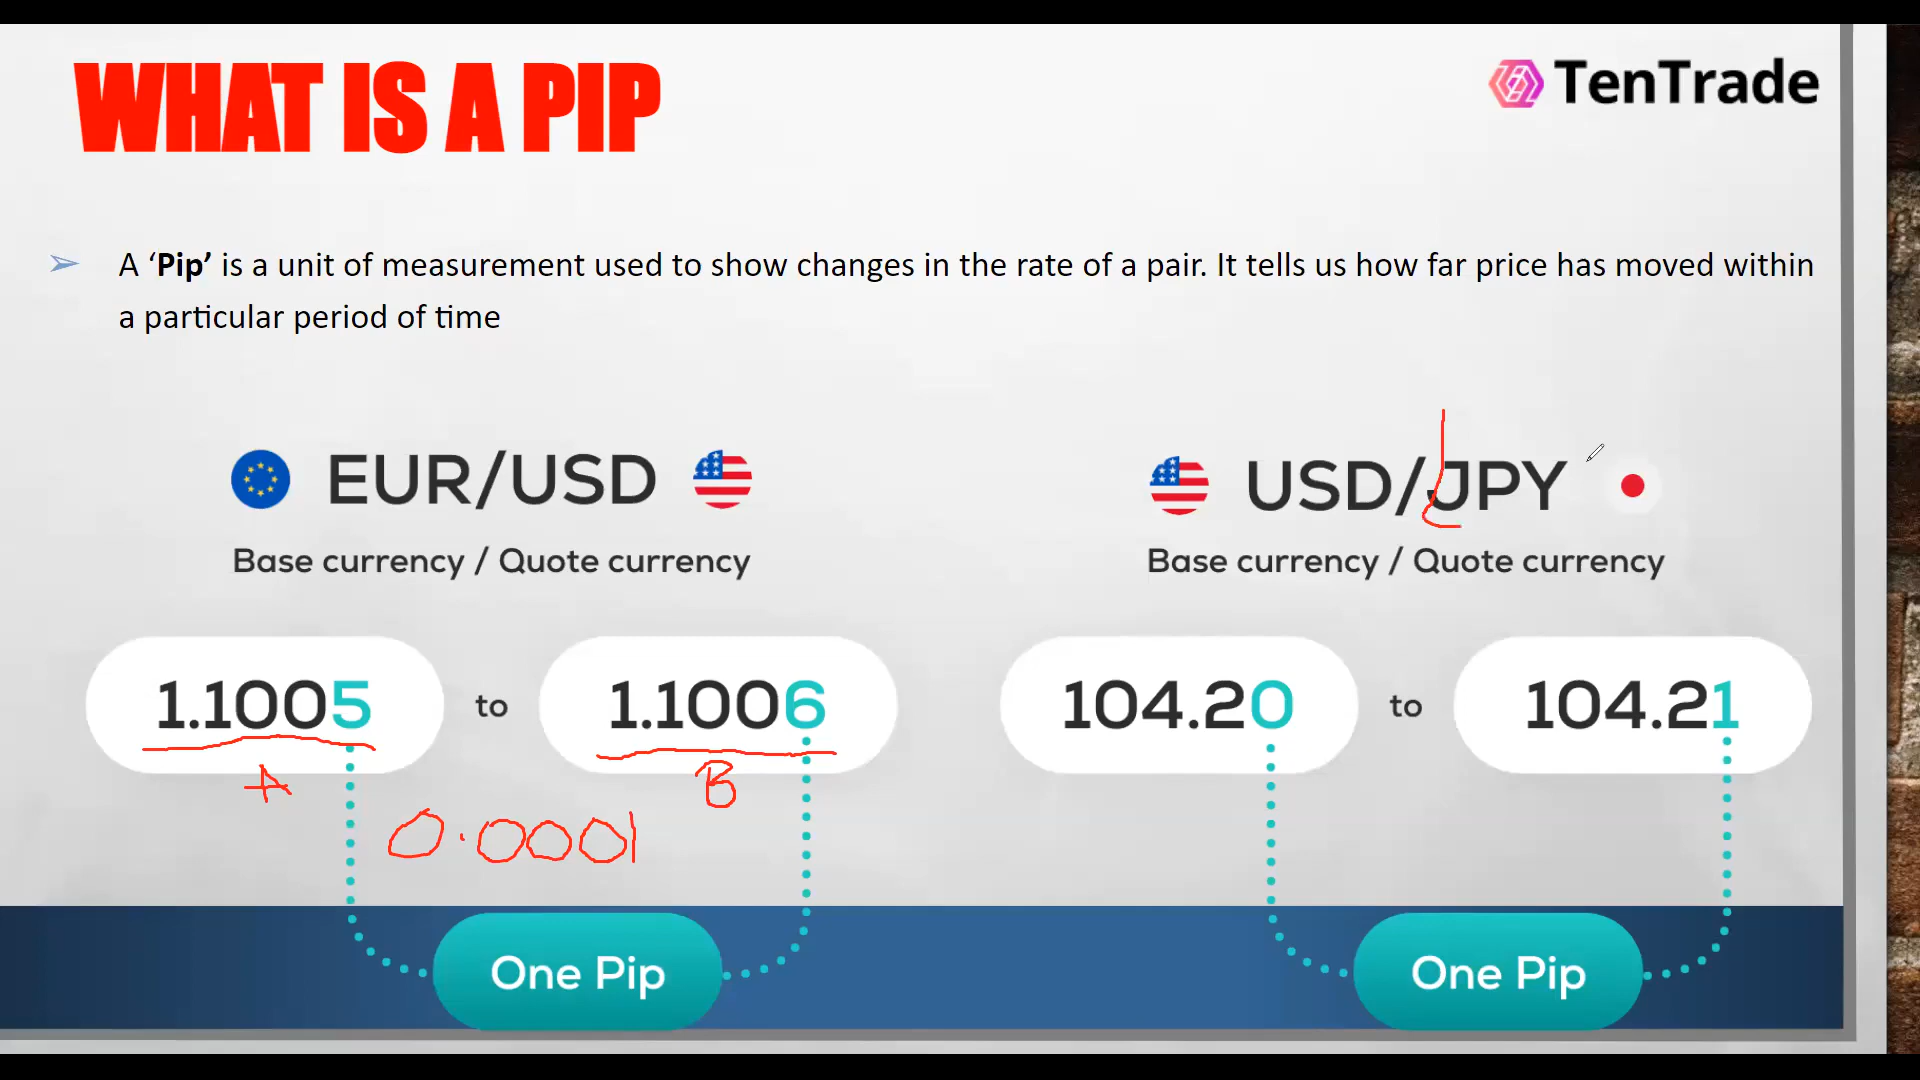 WHAT IS A PIP
TenTrade
➢ A ‘Pip’ is a unit of measurement used to show changes in the rate of a pair. It tells us how far price has moved within
a particular period of time
EUR/USD
USD/JPY
Base currency / Quote currency
Base currency / Quote currency
1.1005 to 1.1006
104.20 to 104.21
A
B
0.0001
One Pip
One Pip